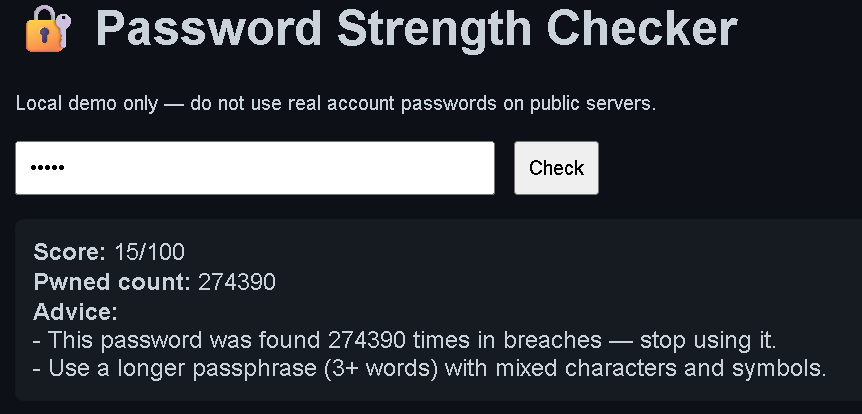 Password Strength Checker
Local demo only — do not use real account passwords on public servers.
•••••
Check
Score: 15/100
Pwned count: 274390
Advice:
- This password was found 274390 times in breaches — stop using it.
- Use a longer passphrase (3+ words) with mixed characters and symbols.